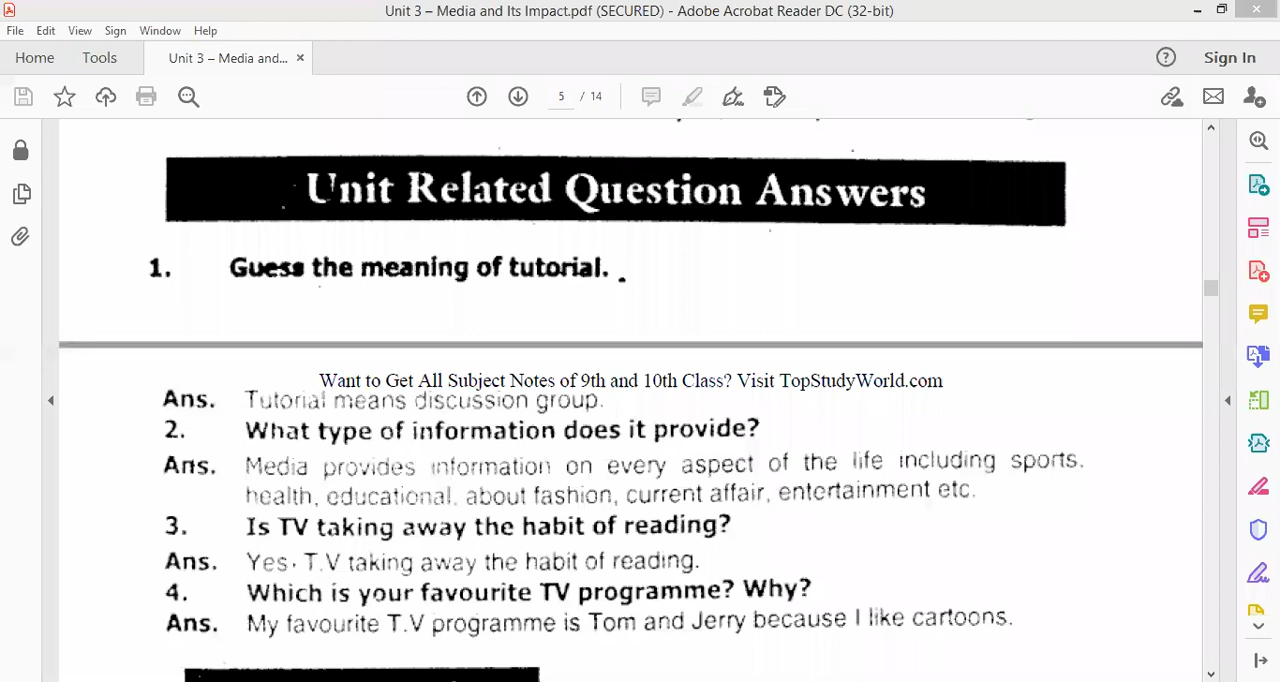 Unit 3 – Media and Its Impact.pdf (SECURED) - Adobe Acrobat Reader DC (32-bit)
File Edit View Sign Window Help
Home Tools Unit 3 – Media and... × Sign In
5 / 14
Unit Related Question Answers
1. Guess the meaning of tutorial.
Want to Get All Subject Notes of 9th and 10th Class? Visit TopStudyWorld.com
Ans. Tutorial means discussion group.
2. What type of information does it provide?
Ans. Media provides information on every aspect of the life including sports.
health, educational, about fashion, current affair, entertainment etc.
3. Is TV taking away the habit of reading?
Ans. Yes. T.V taking away the habit of reading.
4. Which is your favourite TV programme? Why?
Ans. My favourite T.V programme is Tom and Jerry because I like cartoons.